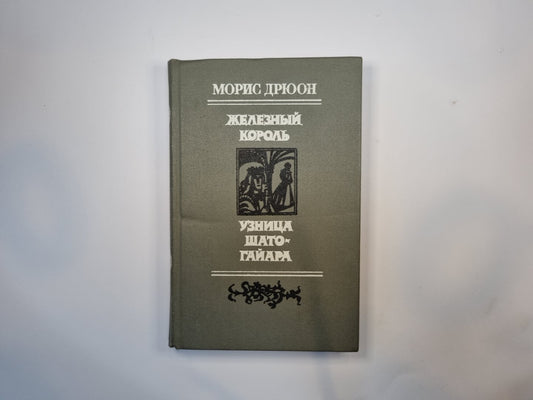 МОРИС ДРЮОН
ЖЕЛЕЗНЫЙ
КОРОЛЬ
УЗНИЦА
ШАТО-
ГАЙАРА